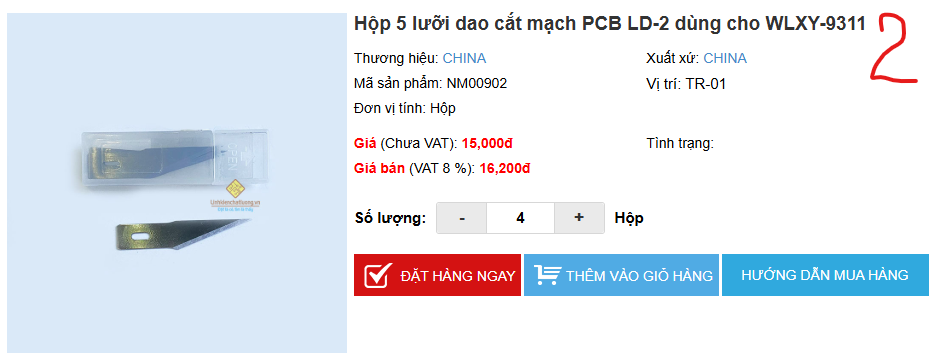 Hộp 5 lưỡi dao cắt mạch PCB LD-2 dùng cho WLXY-9311
2
Thương hiệu: CHINA
Xuất xứ: CHINA
Mã sản phẩm: NM00902
Vị trí: TR-01
Đơn vị tính: Hộp
Giá (Chưa VAT): 15,000đ
Tình trạng:
Giá bán (VAT 8 %): 16,200đ
Số lượng: - 4 + Hộp
ĐẶT HÀNG NGAY
THÊM VÀO GIỎ HÀNG
HƯỚNG DẪN MUA HÀNG